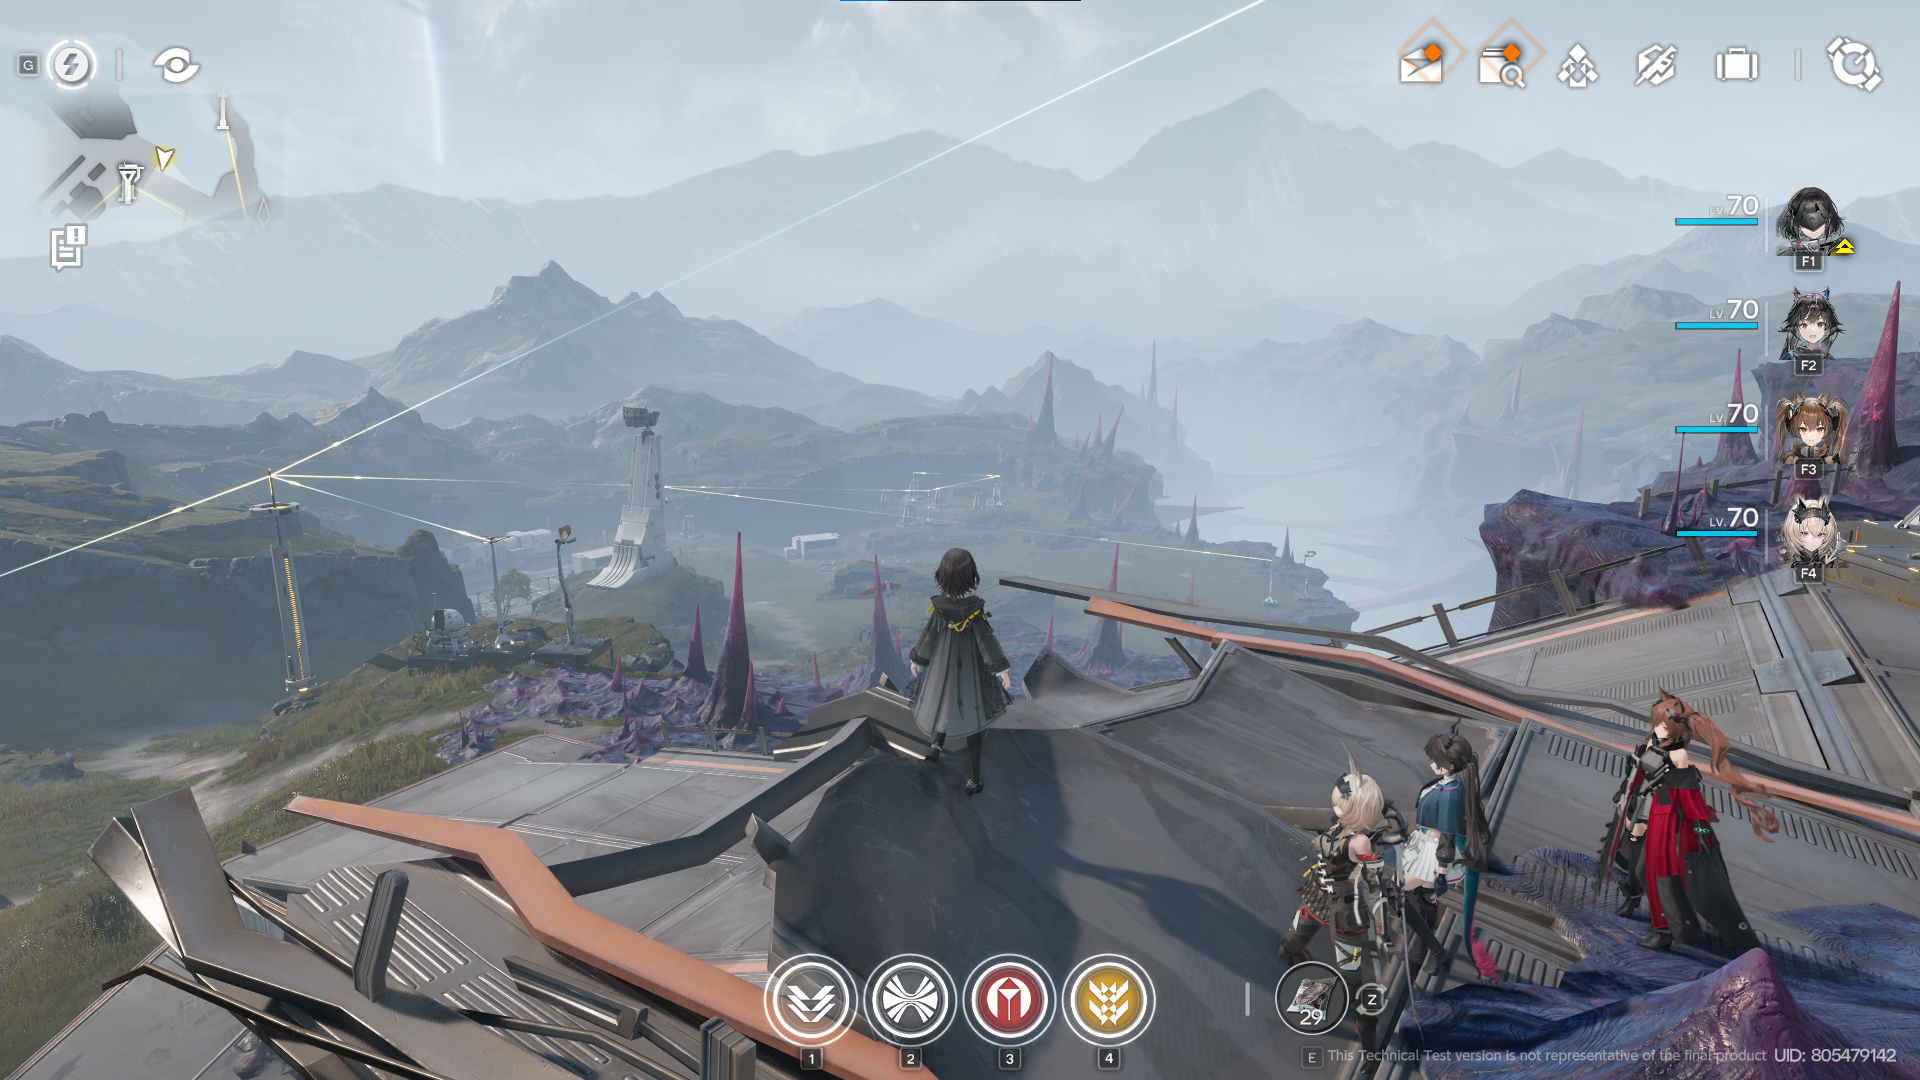 G
LV.70
F1
LV.70
F2
LV.70
F3
LV.70
F4
29
Z
1
2
3
4
E
This Technical Test version is not representative of the final product UID: 805479142